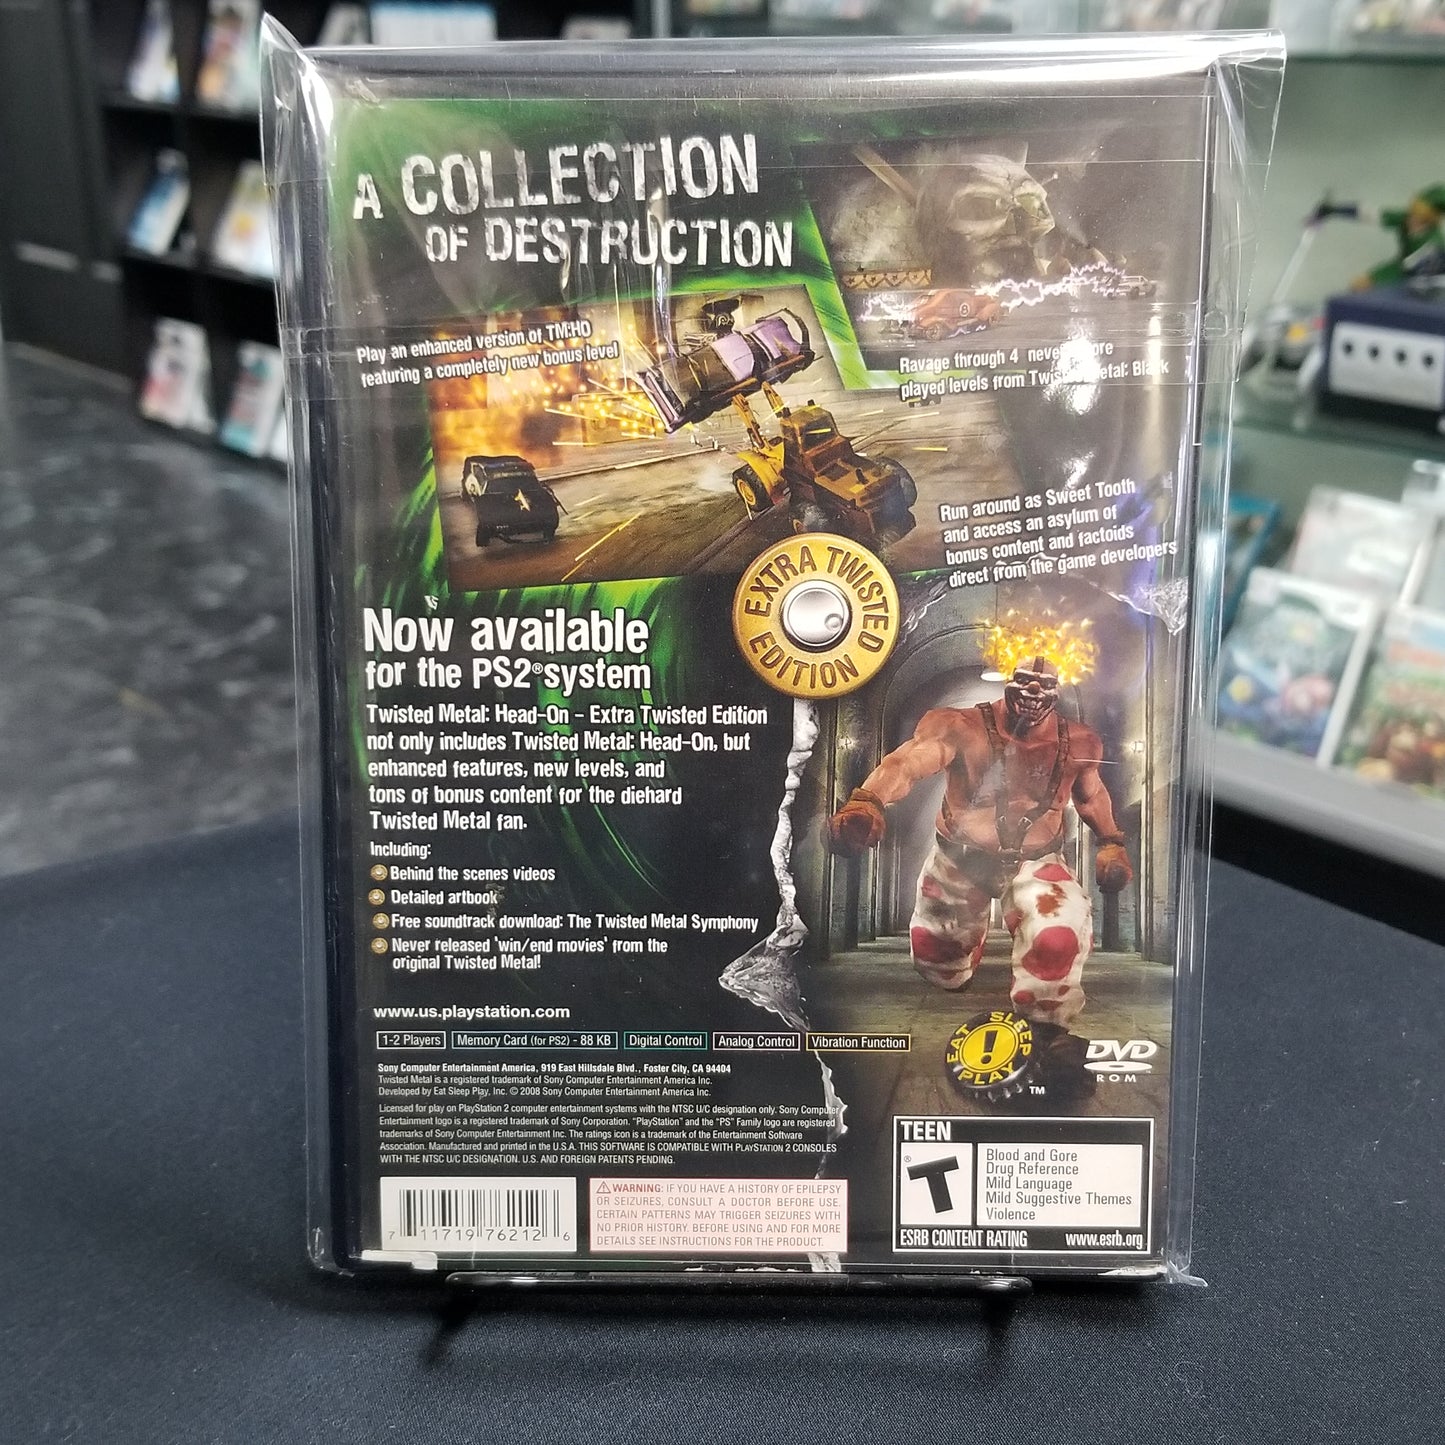 A COLLECTION
OF DESTRUCTION
Play an enhanced version of TM:HO
featuring a completely new bonus level
Ravage through 4
played levels from
Run around as Sweet Tooth
and access an asylum of
bonus content and factoids
direct from the game developers
EXTRA TWISTED
EDITION
Now available
for the PS2® system
Twisted Metal: Head-On - Extra Twisted Edition
not only includes Twisted Metal: Head-On, but
enhanced features, new levels, and
tons of bonus content for the diehard
Twisted Metal fan.
Including:
Behind the scenes videos
Detailed artbook
Free soundtrack download: The Twisted Metal Symphony
Never released 'win/end movies' from the
original Twisted Metal!
www.us.playstation.com
1-2 Players
Memory Card (for PS2) - 88 KB
Digital Control
Analog Control
Vibration Function
EAT SLEEP
PLAY
!
TM
DVD
ROM
Sony Computer Entertainment America, 919 East Hillsdale Blvd., Foster City, CA 94404
Twisted Metal is a registered trademark of Sony Computer Entertainment America Inc.
Developed by Eat Sleep Play, Inc. © 2008 Sony Computer Entertainment America Inc.
Licensed for play on PlayStation 2 computer entertainment systems with the NTSC U/C designation only. Sony Computer
Entertainment logo is a registered trademark of Sony Corporation. "PlayStation" and the "PS" Family logo are registered
trademarks of Sony Computer Entertainment Inc. The ratings icon is a trademark of the Entertainment Software
Association. Manufactured and printed in the U.S.A. THIS SOFTWARE IS COMPATIBLE WITH PLAYSTATION 2 CONSOLES
WITH THE NTSC U/C DESIGNATION. U.S. AND FOREIGN PATENTS PENDING.
7 11719 76212 6
WARNING: IF YOU HAVE A HISTORY OF EPILEPSY
OR SEIZURES, CONSULT A DOCTOR BEFORE USE.
CERTAIN PATTERNS MAY TRIGGER SEIZURES WITH
NO PRIOR HISTORY. BEFORE USING AND FOR MORE
DETAILS SEE INSTRUCTIONS FOR THE PRODUCT.
TEEN
T
®
Blood and Gore
Drug Reference
Mild Language
Mild Suggestive Themes
Violence
ESRB CONTENT RATING www.esrb.org